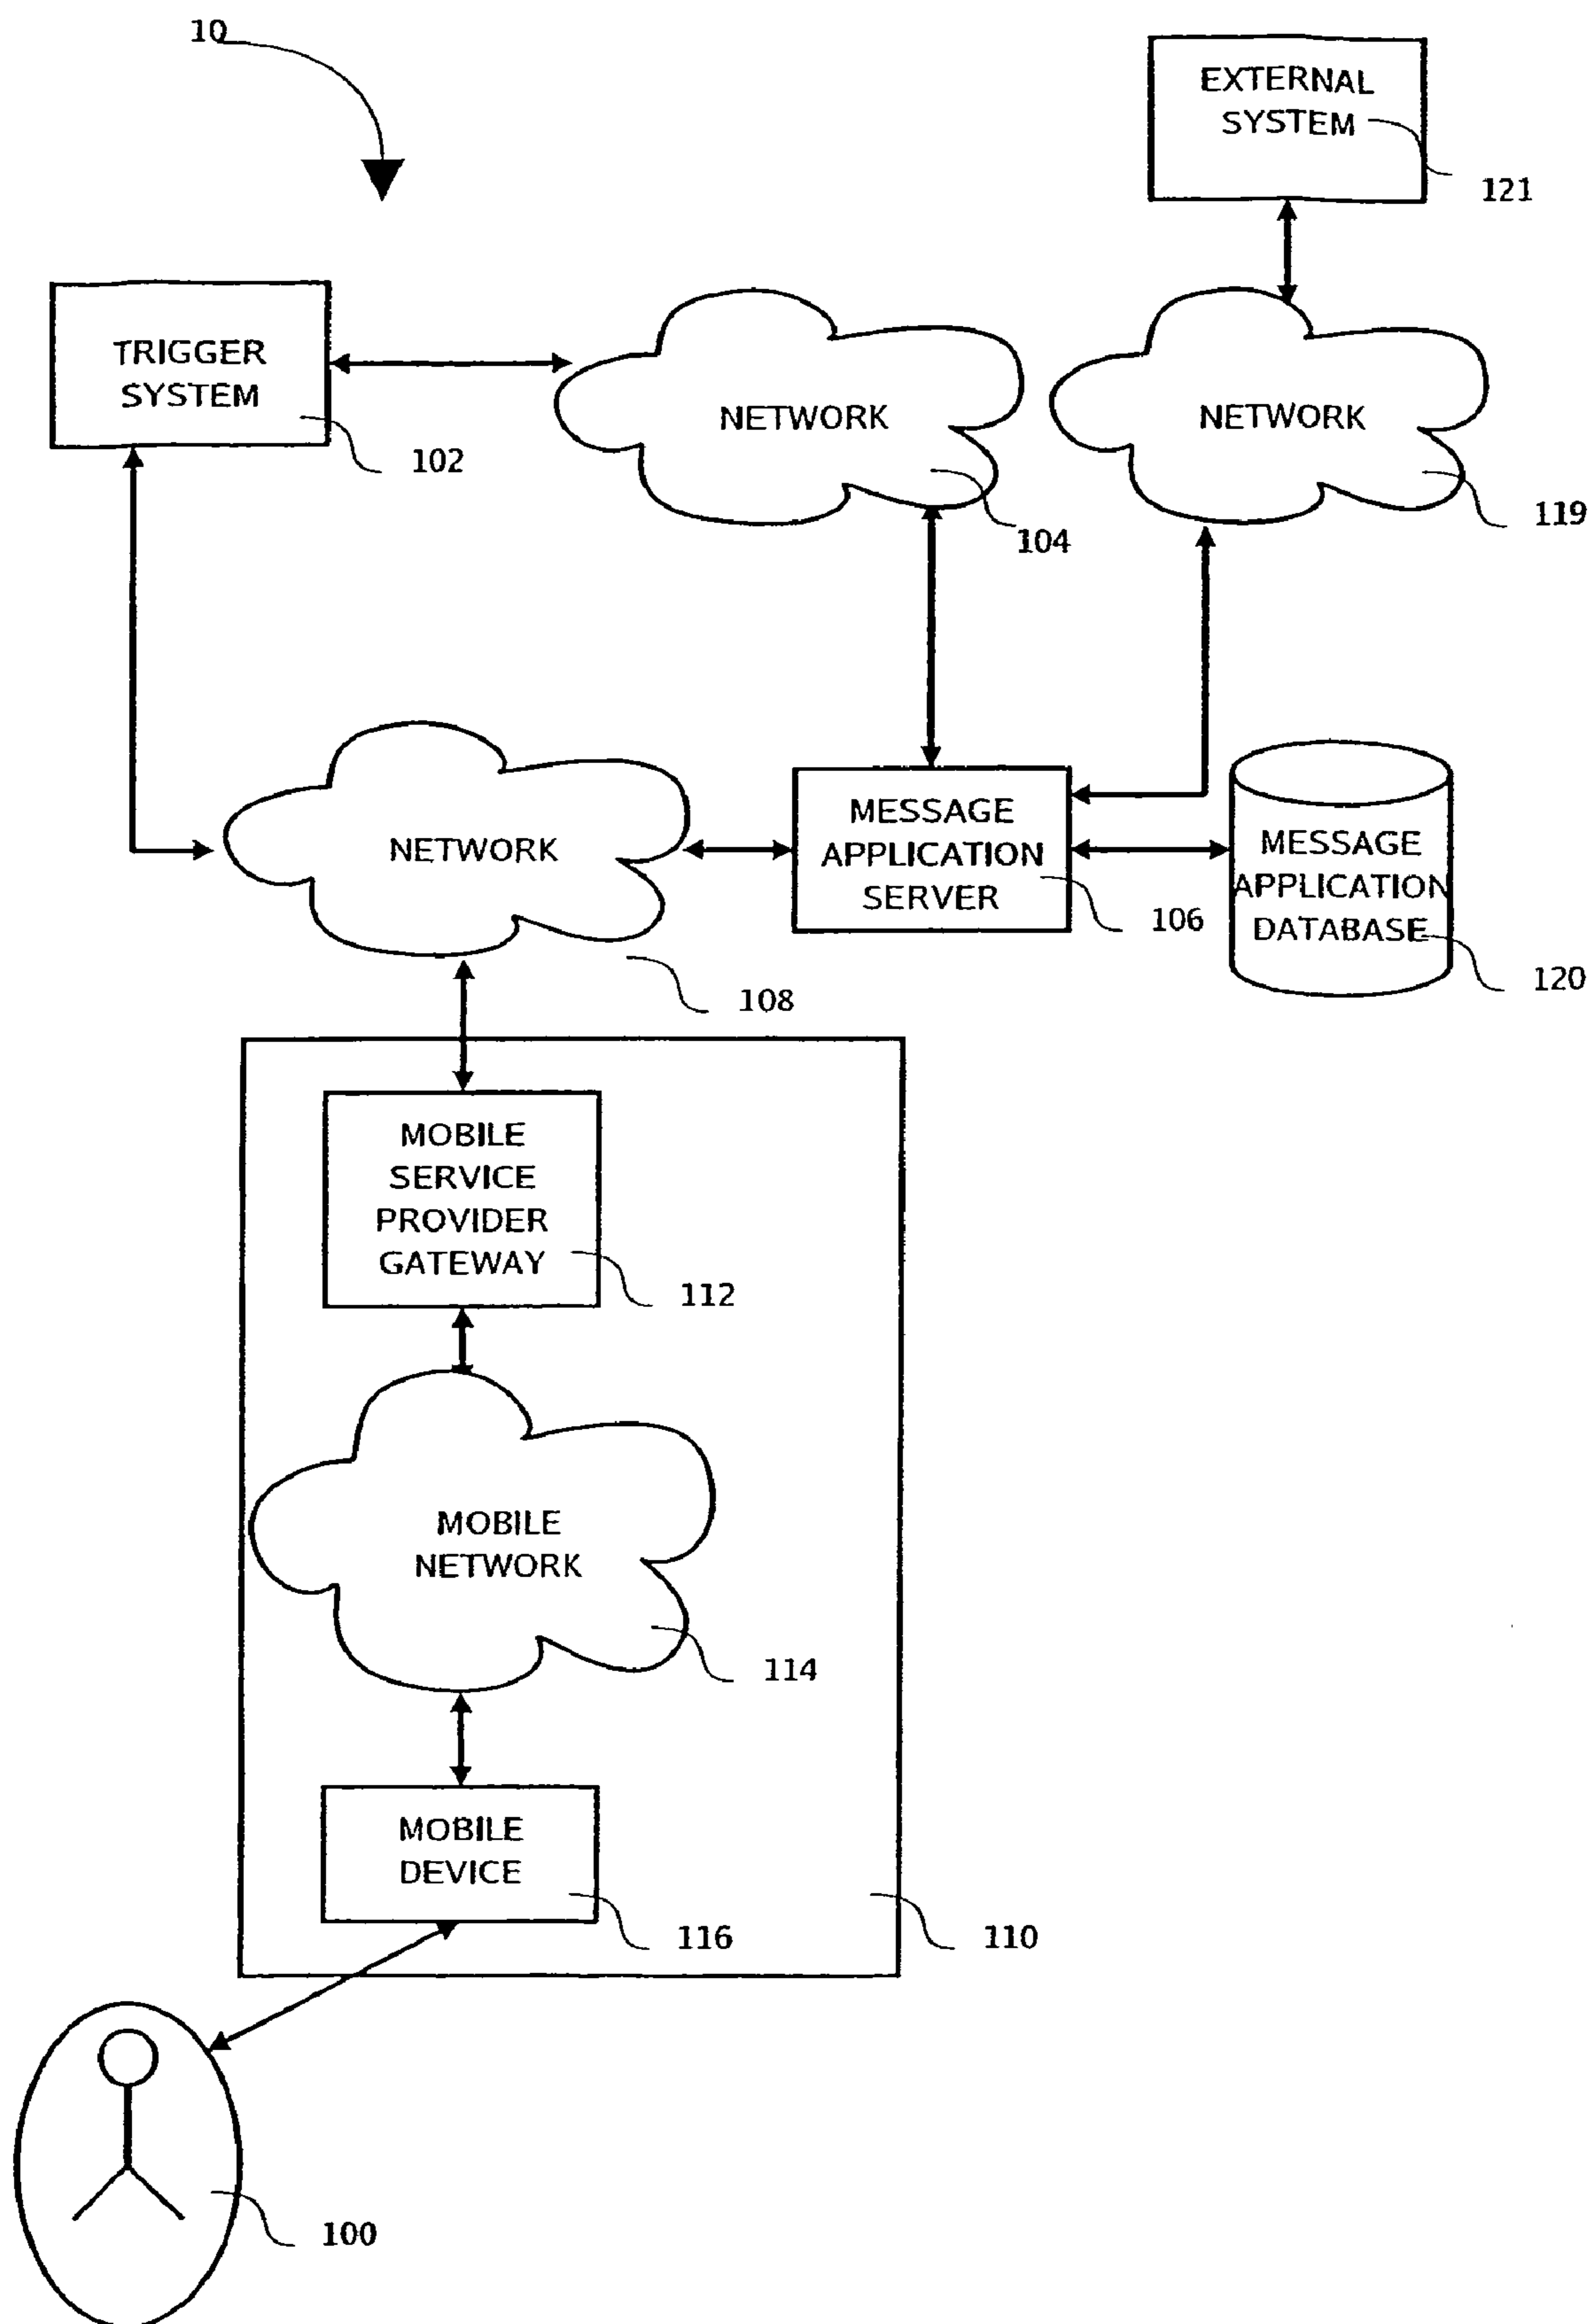 10
EXTERNAL
SYSTEM
121
TRIGGER
SYSTEM
102
NETWORK
104
NETWORK
119
NETWORK
108
MESSAGE
APPLICATION
SERVER
106
MESSAGE
APPLICATION
DATABASE
120
MOBILE
SERVICE
PROVIDER
GATEWAY
112
MOBILE
NETWORK
114
MOBILE
DEVICE
116
110
100